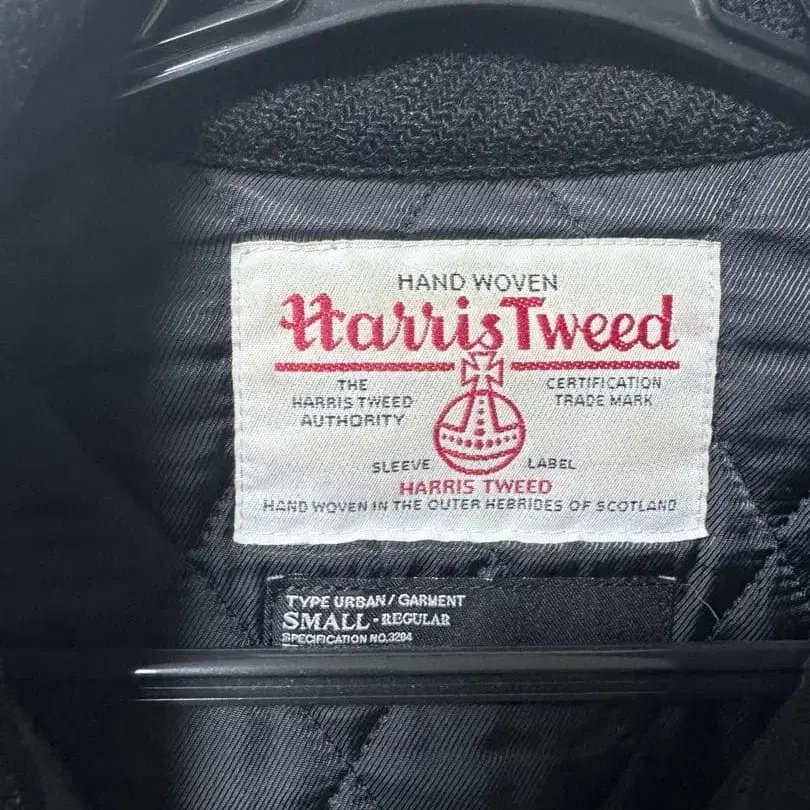 HAND WOVEN
Harris Tweed
THE
HARRIS TWEED
AUTHORITY
CERTIFICATION
TRADE MARK
SLEEVE LABEL
HARRIS TWEED
HAND WOVEN IN THE OUTER HEBRIDES OF SCOTLAND
TYPE URBAN/GARMENT
SMALL-REGULAR
SPECIFICATION NO.3204